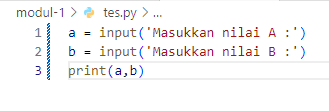 modul-1 > tes.py > ...
1 a = input('Masukkan nilai A :')
2 b = input('Masukkan nilai B :')
3 print(a,b)